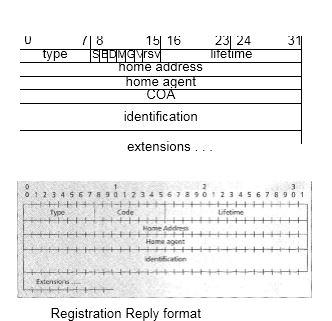 0 7 8 15 16 23 24 31
type S B D M G V rsv lifetime
home address
home agent
COA
identification
extensions . . .
0 1 2 3
0 1 2 3 4 5 6 7 8 9 0 1 2 3 4 5 6 7 8 9 0 1 2 3 4 5 6 7 8 9 0 1
Type Code Lifetime
Home Address
Home agent
identification
Extensions .....
Registration Reply format